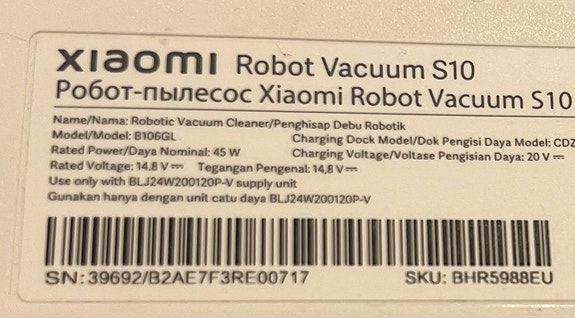 xiaomi Robot Vacuum S10
Робот-пылесос Xiaomi Robot Vacuum S10
Name/Nama: Robotic Vacuum Cleaner/Penghisap Debu Robotik
Model/Model: B106GL Charging Dock Model/Dok Pengisi Daya Model: CDZ
Rated Power/Daya Nominal: 45 W Charging Voltage/Voltase Pengisian Daya: 20 V ⎓
Rated Voltage: 14,8 V ⎓ Tegangan Pengenal: 14,8 V ⎓
Use only with BLJ24W200120P-V supply unit
Gunakan hanya dengan unit catu daya BLJ24W200120P-V
SN: 39692/B2AE7F3RE00717 SKU: BHR5988EU